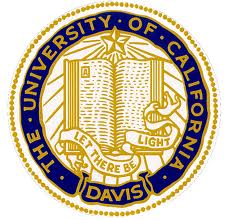 · THE · UNIVERSITY · OF · CALIFORNIA ·
A
LET THERE BE LIGHT
DAVIS